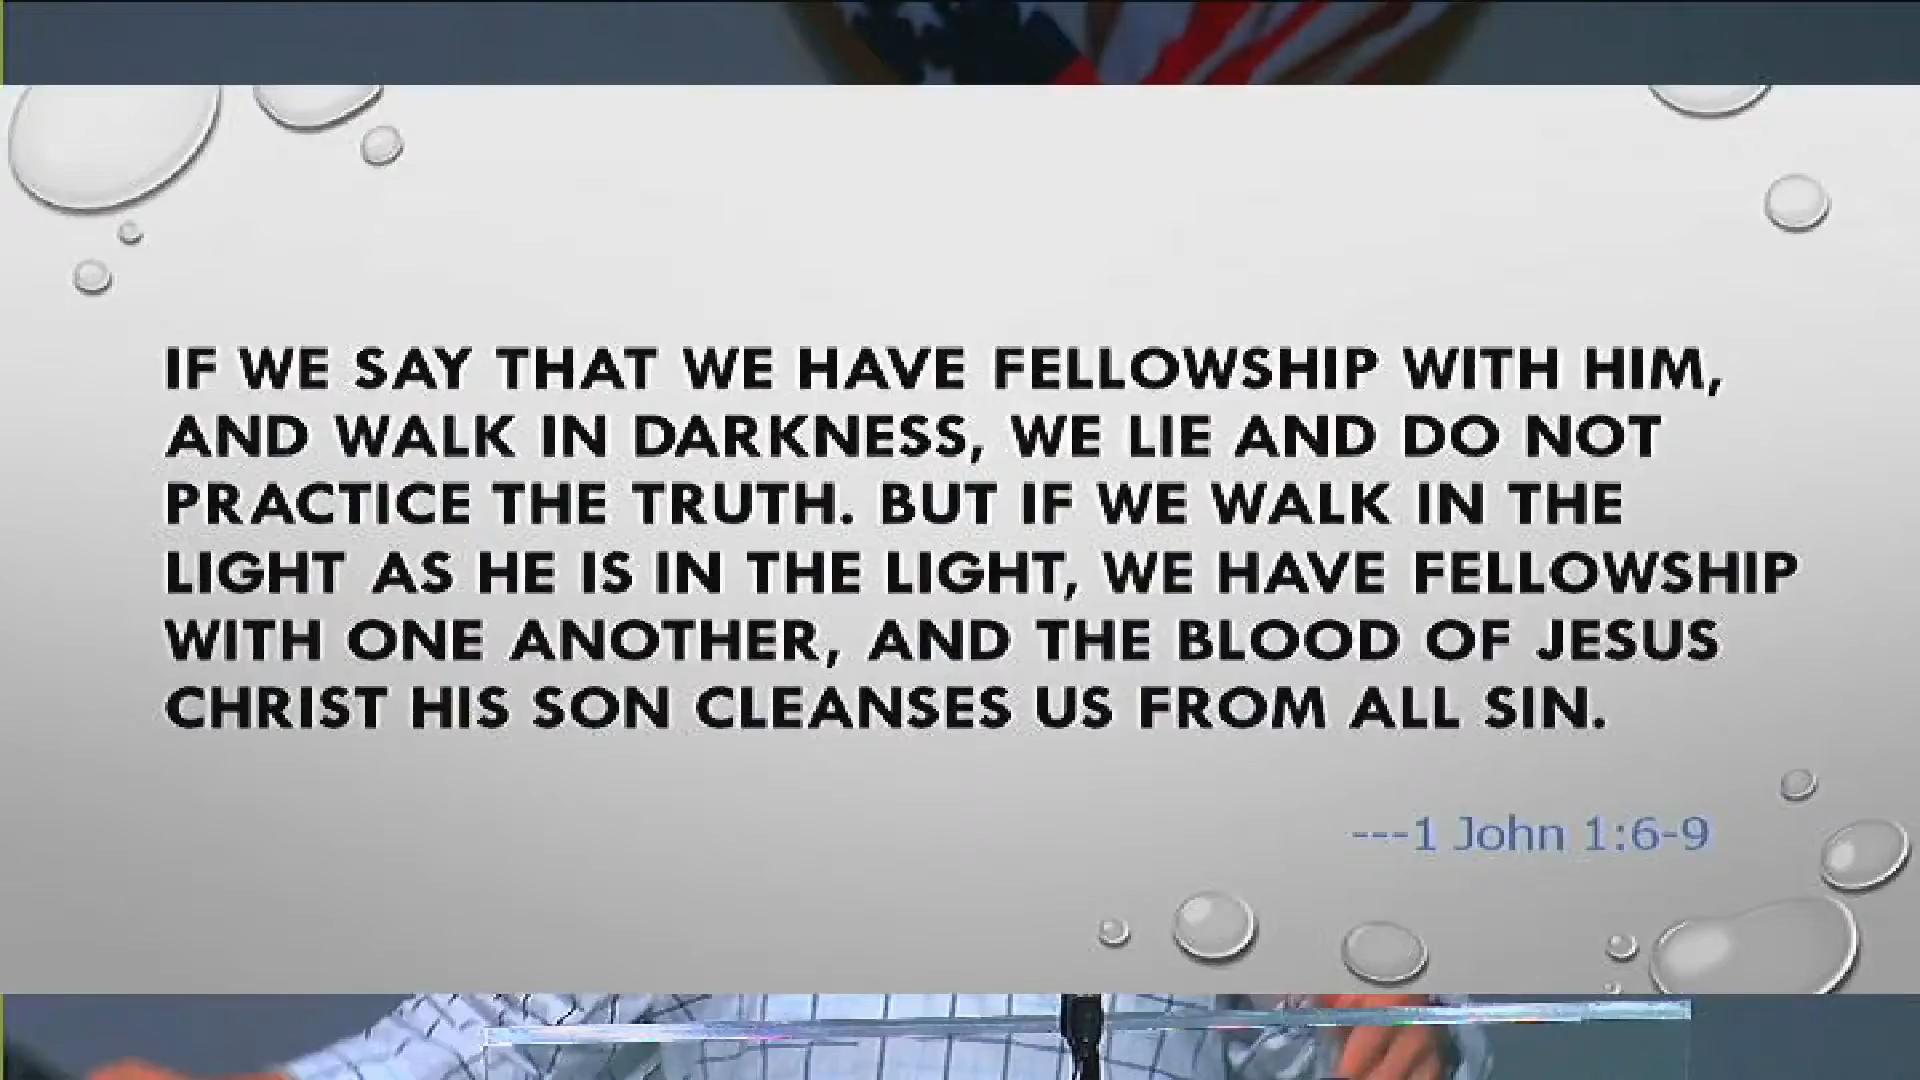 IF WE SAY THAT WE HAVE FELLOWSHIP WITH HIM,
AND WALK IN DARKNESS, WE LIE AND DO NOT
PRACTICE THE TRUTH. BUT IF WE WALK IN THE
LIGHT AS HE IS IN THE LIGHT, WE HAVE FELLOWSHIP
WITH ONE ANOTHER, AND THE BLOOD OF JESUS
CHRIST HIS SON CLEANSES US FROM ALL SIN.
---1 John 1:6-9